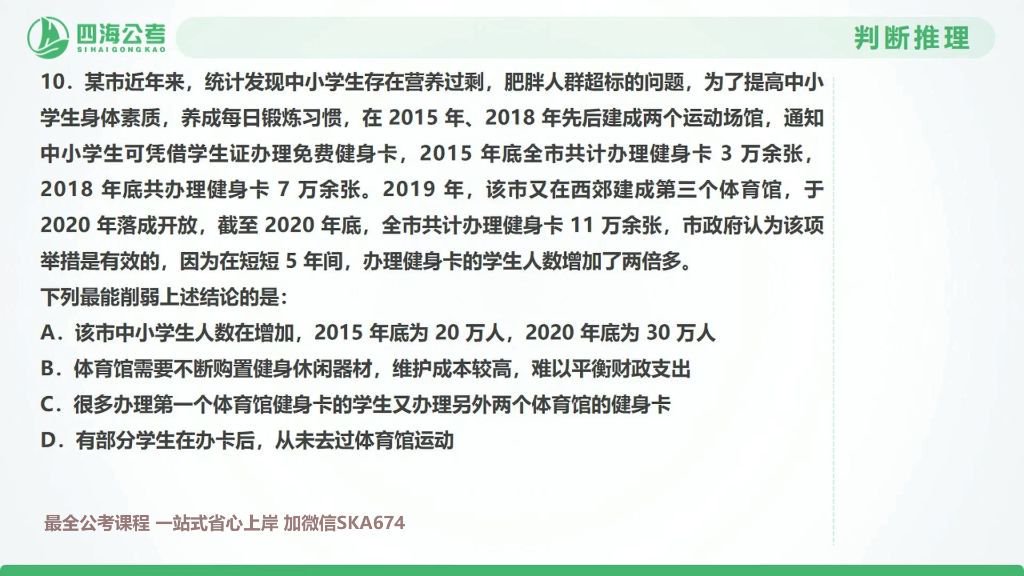 四海公考
SIHAIGONGKAO
判断推理
10. 某市近年来，统计发现中小学生存在营养过剩，肥胖人群超标的问题，为了提高中小
学生身体素质，养成每日锻炼习惯，在 2015 年、2018 年先后建成两个运动场馆，通知
中小学生可凭借学生证办理免费健身卡，2015 年底全市共计办理健身卡 3 万余张，
2018 年底共办理健身卡 7 万余张。2019 年，该市又在西郊建成第三个体育馆，于
2020 年落成开放，截至 2020 年底，全市共计办理健身卡 11 万余张，市政府认为该项
举措是有效的，因为在短短 5 年间，办理健身卡的学生人数增加了两倍多。
下列最能削弱上述结论的是：
A. 该市中小学生人数在增加，2015 年底为 20 万人，2020 年底为 30 万人
B. 体育馆需要不断购置健身休闲器材，维护成本较高，难以平衡财政支出
C. 很多办理第一个体育馆健身卡的学生又办理另外两个体育馆的健身卡
D. 有部分学生在办卡后，从未去过体育馆运动
最全公考课程 一站式省心上岸 加微信SKA674